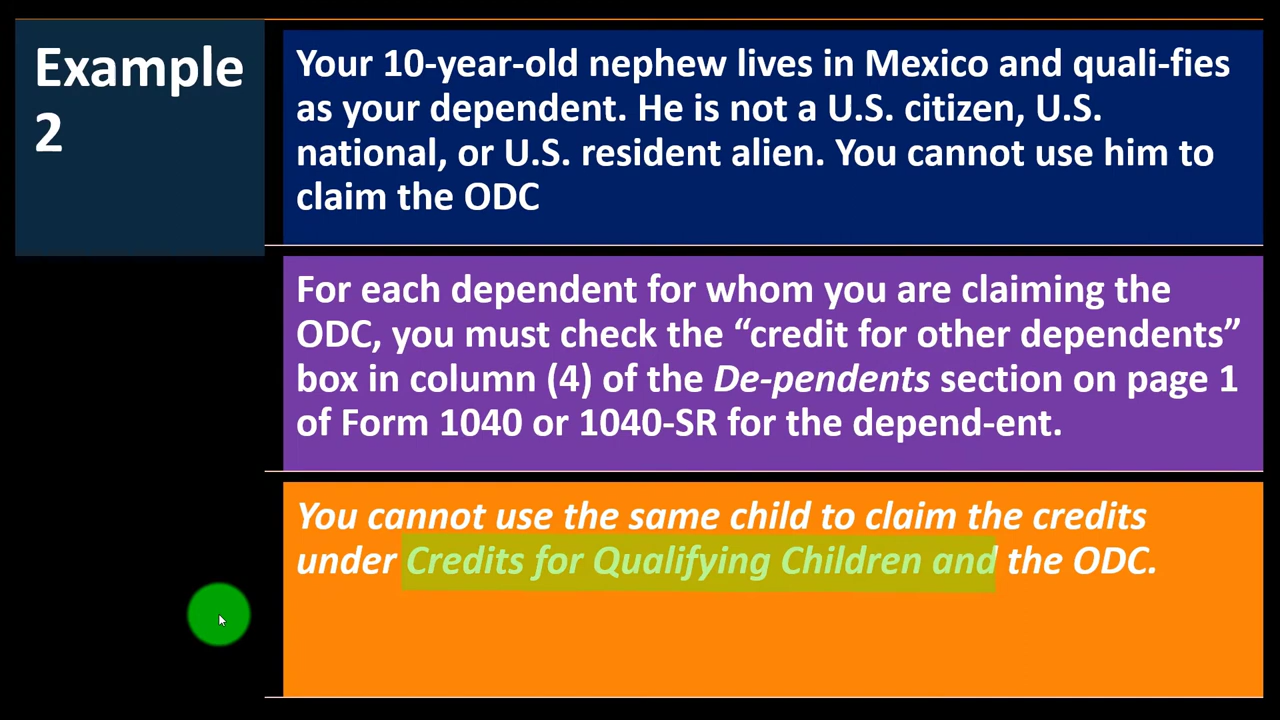 Example
2
Your 10-year-old nephew lives in Mexico and quali-fies
as your dependent. He is not a U.S. citizen, U.S.
national, or U.S. resident alien. You cannot use him to
claim the ODC
For each dependent for whom you are claiming the
ODC, you must check the “credit for other dependents”
box in column (4) of the De-pendents section on page 1
of Form 1040 or 1040-SR for the depend-ent.
You cannot use the same child to claim the credits
under Credits for Qualifying Children and the ODC.